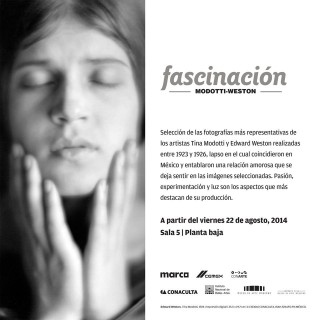 fascinación
MODOTTI-WESTON
Selección de las fotografías más representativas de
los artistas Tina Modotti y Edward Weston realizadas
entre 1923 y 1926, lapso en el cual coincidieron en
México y entablaron una relación amorosa que se
deja sentir en las imágenes seleccionadas. Pasión,
experimentación y luz son los aspectos que más
destacan de su producción.
A partir del viernes 22 de agosto, 2014
Sala 5 | Planta baja
marca
CEMEX
CONARTE
CONACULTA